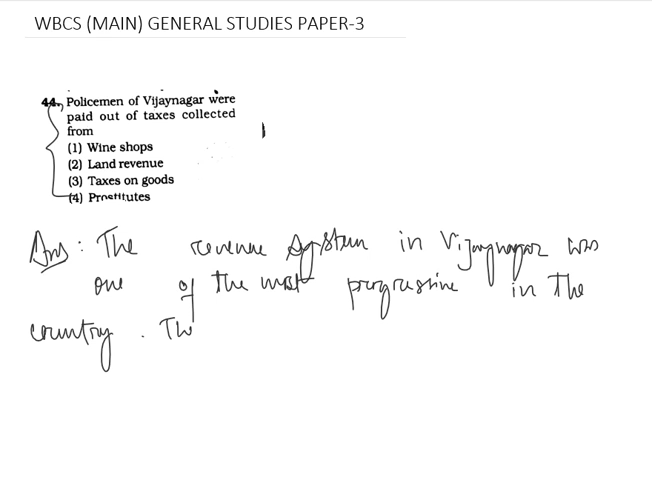 WBCS (MAIN) GENERAL STUDIES PAPER-3
44. Policemen of Vijaynagar were
paid out of taxes collected
from
(1) Wine shops
(2) Land revenue
(3) Taxes on goods
(4) Prostitutes
Ans : The revenue system in Vijaynagar was
one of the most progressive in the
country. The